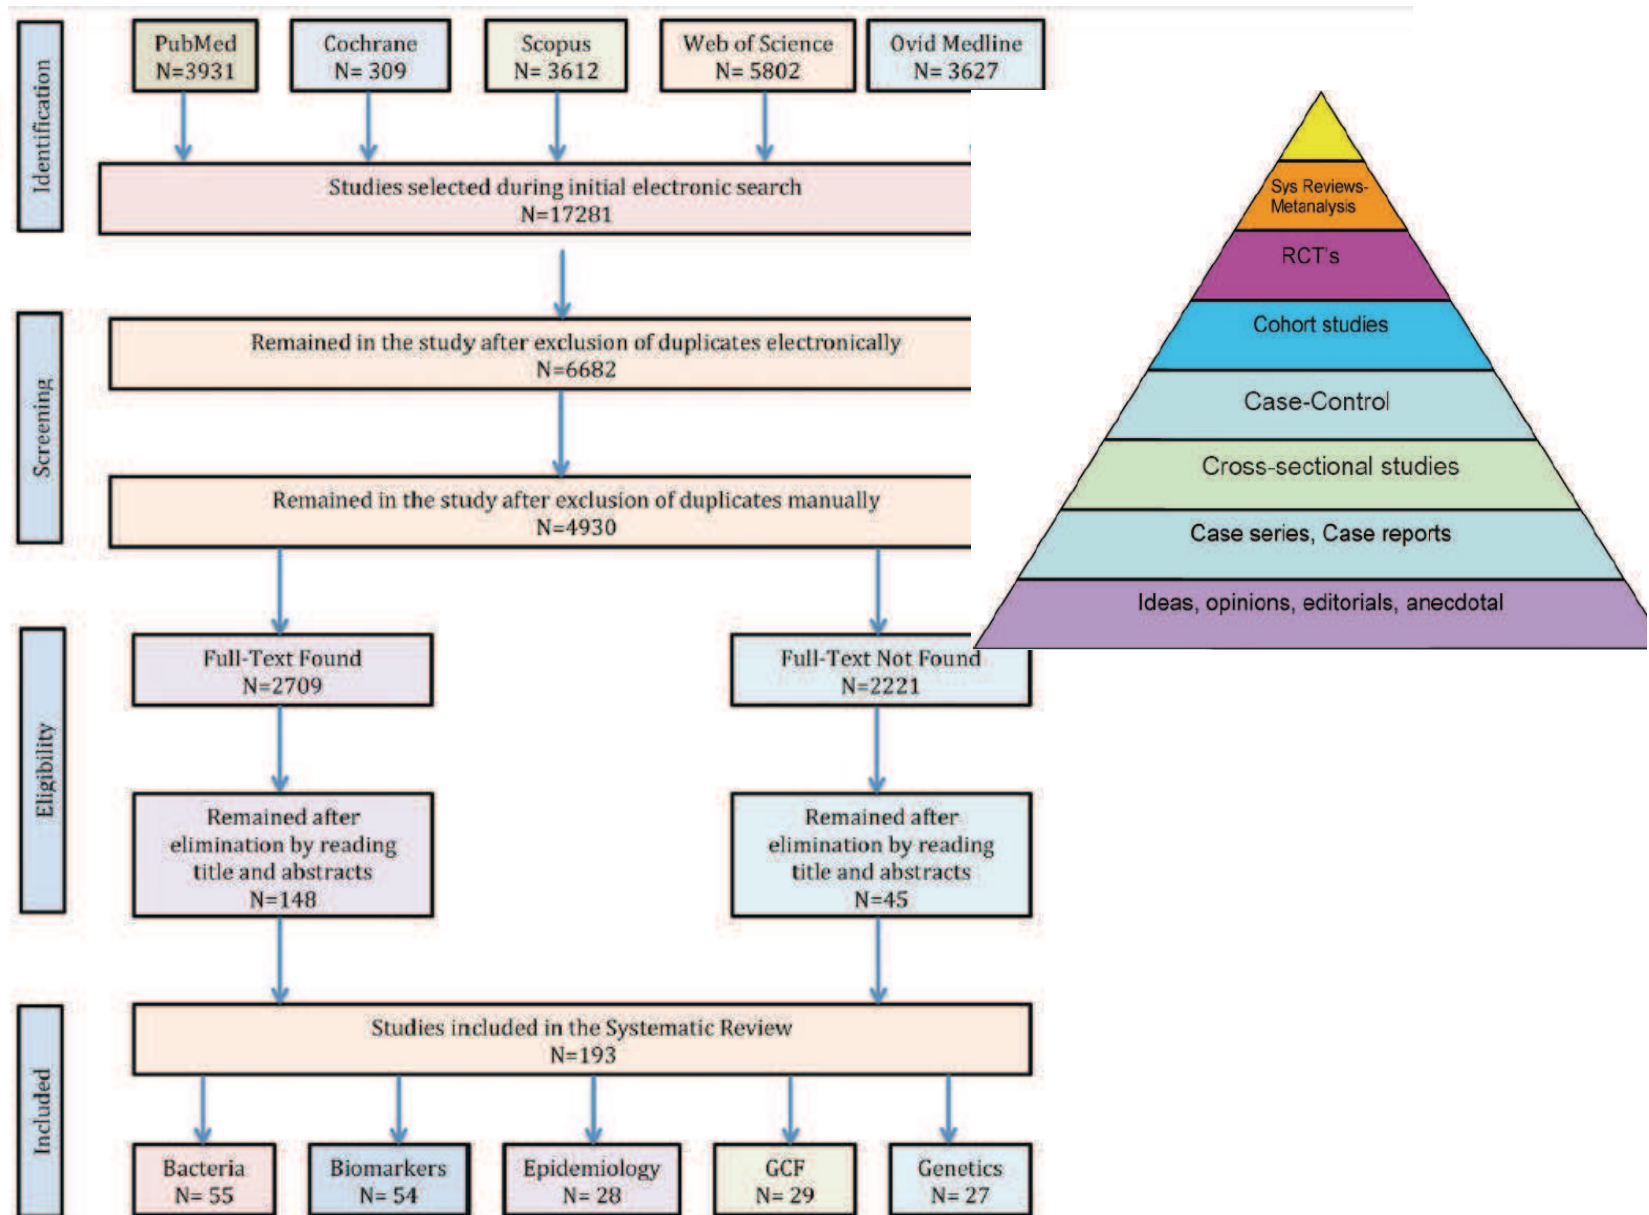 Identification
PubMed
N=3931
Cochrane
N= 309
Scopus
N= 3612
Web of Science
N= 5802
Ovid Medline
N= 3627
Studies selected during initial electronic search
N=17281
Screening
Remained in the study after exclusion of duplicates electronically
N=6682
Remained in the study after exclusion of duplicates manually
N=4930
Eligibility
Full-Text Found
N=2709
Full-Text Not Found
N=2221
Remained after
elimination by reading
title and abstracts
N=148
Remained after
elimination by reading
title and abstracts
N=45
Included
Studies included in the Systematic Review
N=193
Bacteria
N= 55
Biomarkers
N= 54
Epidemiology
N= 28
GCF
N= 29
Genetics
N= 27
Sys Reviews-
Metanalysis
RCT's
Cohort studies
Case-Control
Cross-sectional studies
Case series, Case reports
Ideas, opinions, editorials, anecdotal